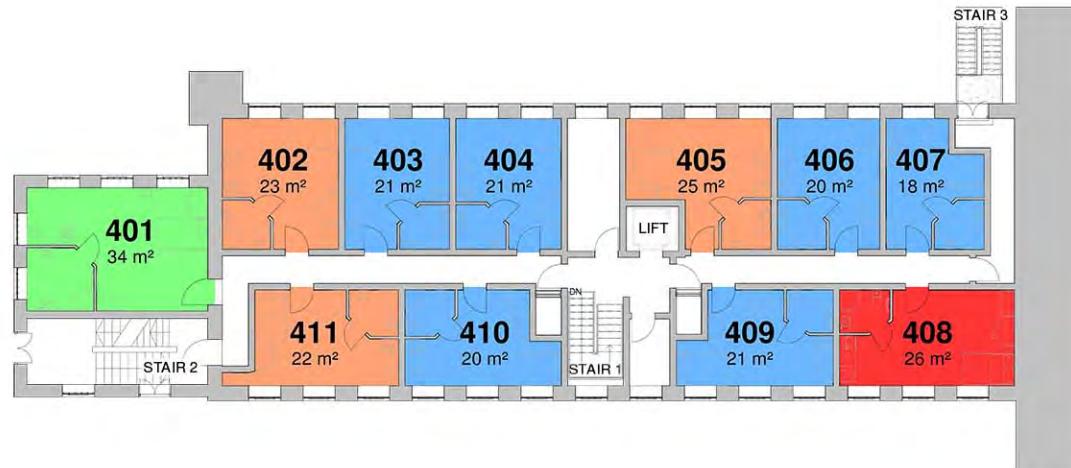 STAIR 3
402
23 m²
403
21 m²
404
21 m²
405
25 m²
406
20 m²
407
18 m²
401
34 m²
LIFT
DN
411
22 m²
410
20 m²
409
21 m²
408
26 m²
STAIR 2
STAIR 1